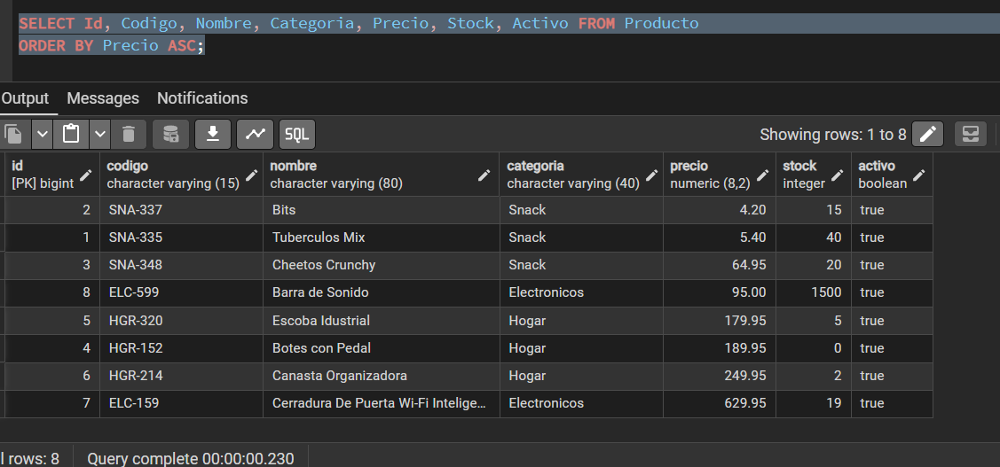 SELECT Id, Codigo, Nombre, Categoria, Precio, Stock, Activo FROM Producto
ORDER BY Precio ASC;
Output Messages Notifications
SQL Showing rows: 1 to 8
id codigo nombre categoria precio stock activo
[PK] bigint character varying (15) character varying (80) character varying (40) numeric (8,2) integer boolean
2 SNA-337 Bits Snack 4.20 15 true
1 SNA-335 Tuberculos Mix Snack 5.40 40 true
3 SNA-348 Cheetos Crunchy Snack 64.95 20 true
8 ELC-599 Barra de Sonido Electronicos 95.00 1500 true
5 HGR-320 Escoba Idustrial Hogar 179.95 5 true
4 HGR-152 Botes con Pedal Hogar 189.95 0 true
6 HGR-214 Canasta Organizadora Hogar 249.95 2 true
7 ELC-159 Cerradura De Puerta Wi-Fi Intelige... Electronicos 629.95 19 true
l rows: 8 Query complete 00:00:00.230